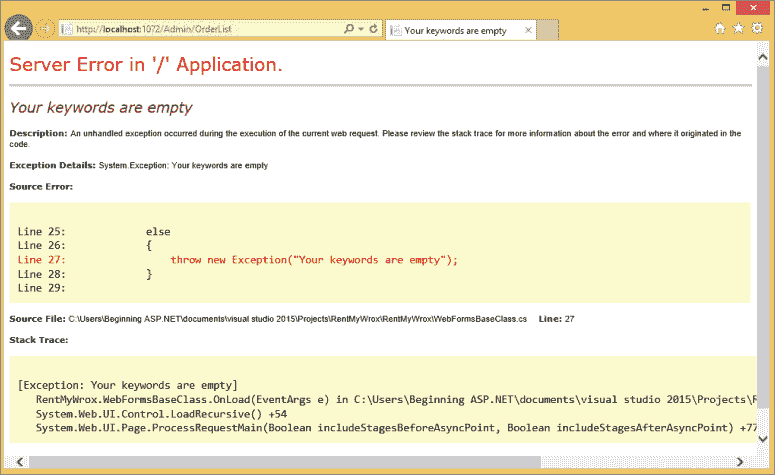 http://localhost:1072/Admin/OrderList
Your keywords are empty
Server Error in '/' Application.
Your keywords are empty
Description: An unhandled exception occurred during the execution of the current web request. Please review the stack trace for more information about the error and where it originated in the
code.
Exception Details: System.Exception: Your keywords are empty
Source Error:
Line 25:            else
Line 26:            {
Line 27:                throw new Exception("Your keywords are empty");
Line 28:            }
Line 29:
Source File: C:\Users\Beginning ASP.NET\documents\visual studio 2015\Projects\RentMyWrox\RentMyWrox\WebFormsBaseClass.cs    Line: 27
Stack Trace:
[Exception: Your keywords are empty]
RentMyWrox.WebFormsBaseClass.OnLoad(EventArgs e) in C:\Users\Beginning ASP.NET\documents\visual studio 2015\Projects\R
System.Web.UI.Control.LoadRecursive() +54
System.Web.UI.Page.ProcessRequestMain(Boolean includeStagesBeforeAsyncPoint, Boolean includeStagesAfterAsyncPoint) +77